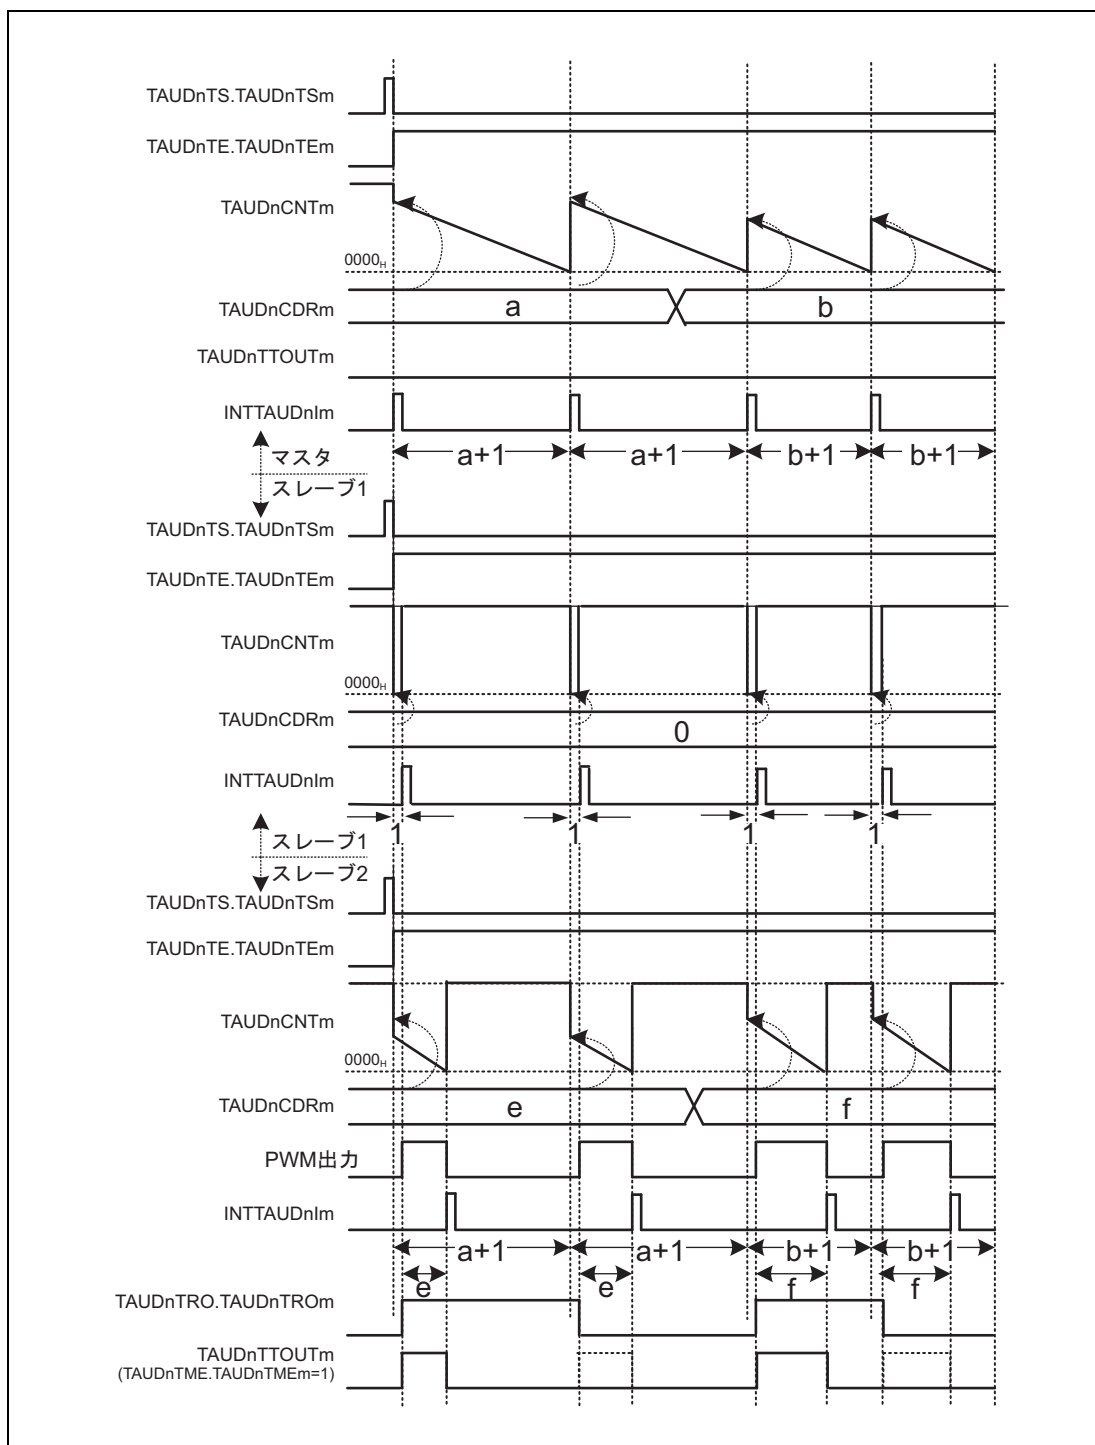 TAUDnTS.TAUDnTSm
TAUDnTE.TAUDnTEm
TAUDnCNTm
0000H
TAUDnCDRm
a
b
TAUDnTTOUTm
INTTAUDnIm
a+1
a+1
b+1
b+1
マスタ
スレーブ1
TAUDnTS.TAUDnTSm
TAUDnTE.TAUDnTEm
TAUDnCNTm
0000H
TAUDnCDRm
0
INTTAUDnIm
1
1
1
1
スレーブ1
スレーブ2
TAUDnTS.TAUDnTSm
TAUDnTE.TAUDnTEm
TAUDnCNTm
0000H
TAUDnCDRm
e
f
PWM出力
INTTAUDnIm
a+1
a+1
b+1
b+1
e
e
f
f
TAUDnTRO.TAUDnTROm
TAUDnTTOUTm
(TAUDnTME.TAUDnTMEm=1)